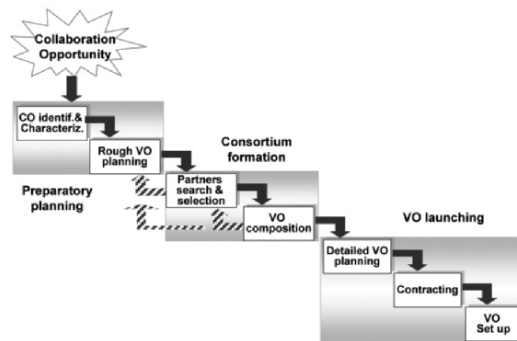 Collaboration
Opportunity
CO identif.&
Characteriz.
Rough VO
planning
Preparatory
planning
Consortium
formation
Partners
search &
selection
VO
composition
VO launching
Detailed VO
planning
Contracting
VO
Set up